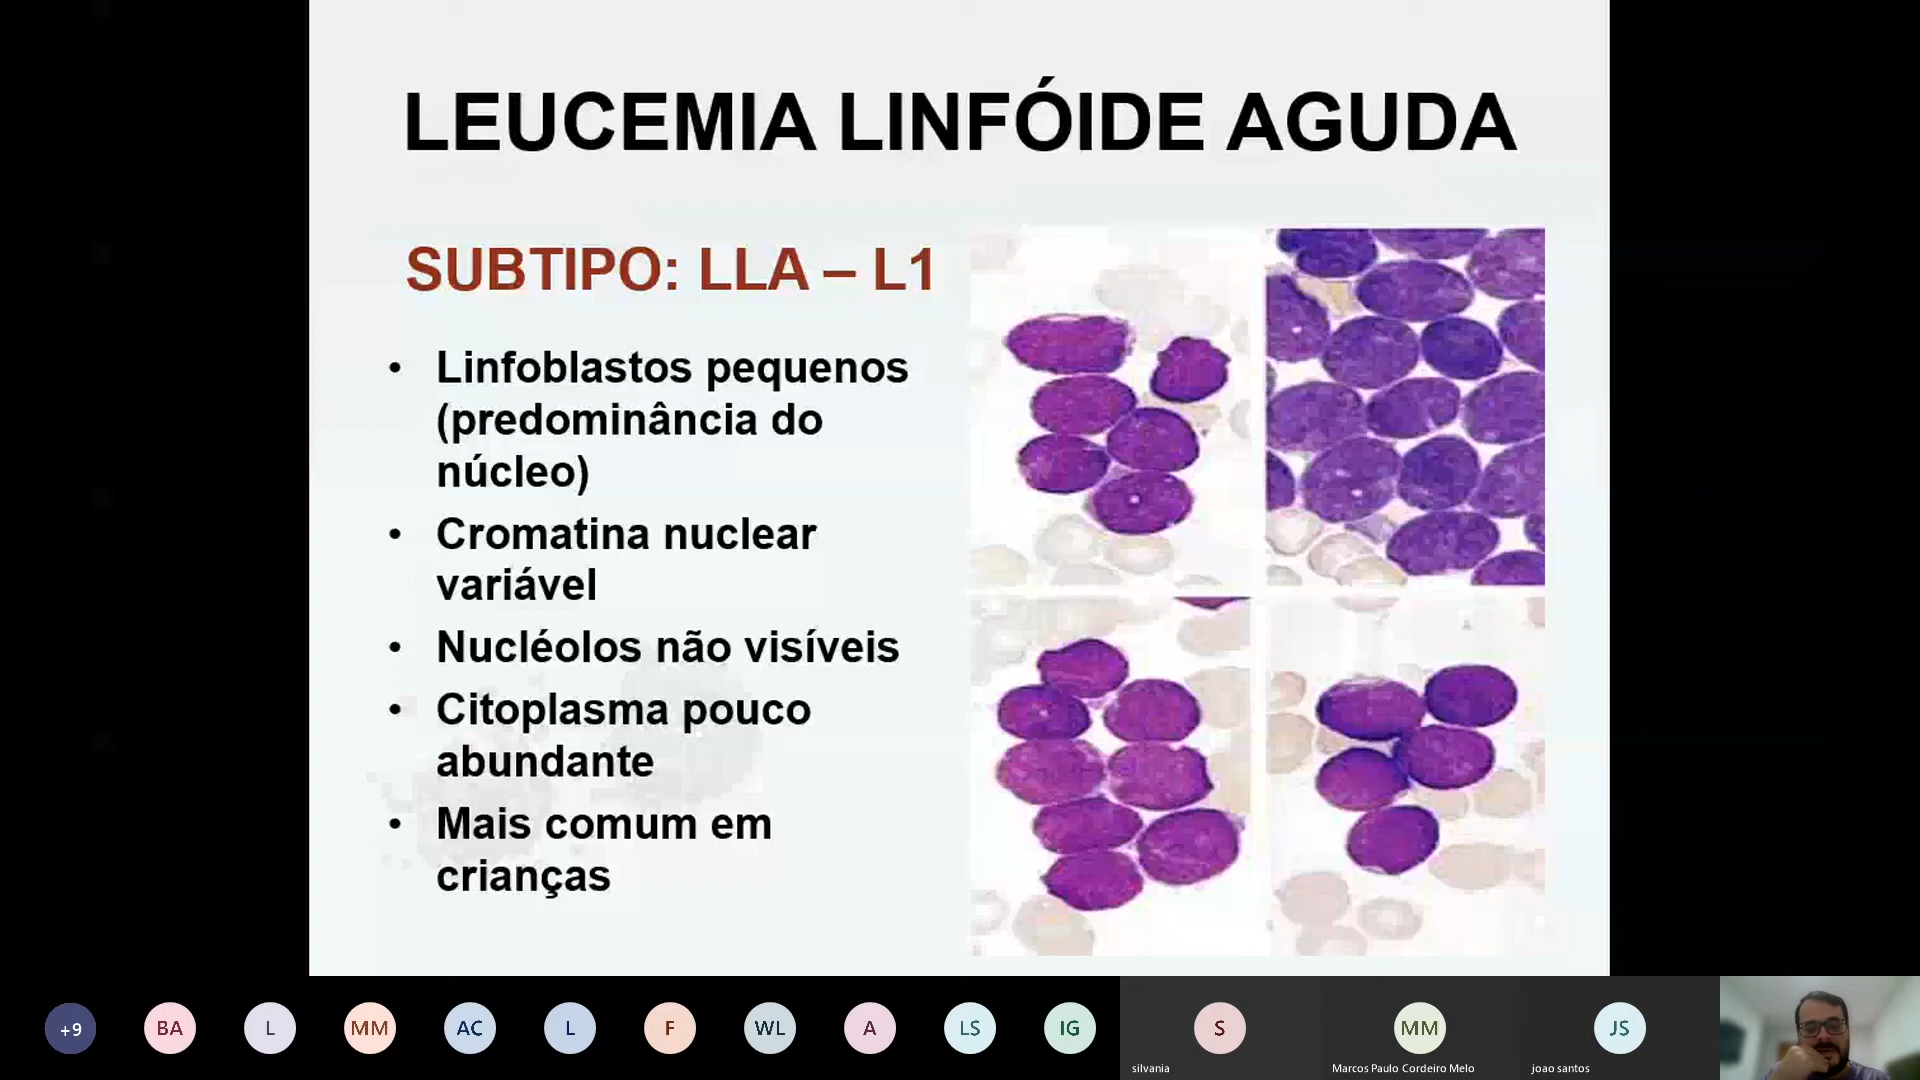 LEUCEMIA LINFÓIDE AGUDA
SUBTIPO: LLA – L1
• Linfoblastos pequenos
(predominância do
núcleo)
• Cromatina nuclear
variável
• Nucléolos não visíveis
• Citoplasma pouco
abundante
• Mais comum em
crianças
+9 BA L MM AC L F WL A LS IG S MM JS
silvania Marcos Paulo Cordeiro Melo joao santos